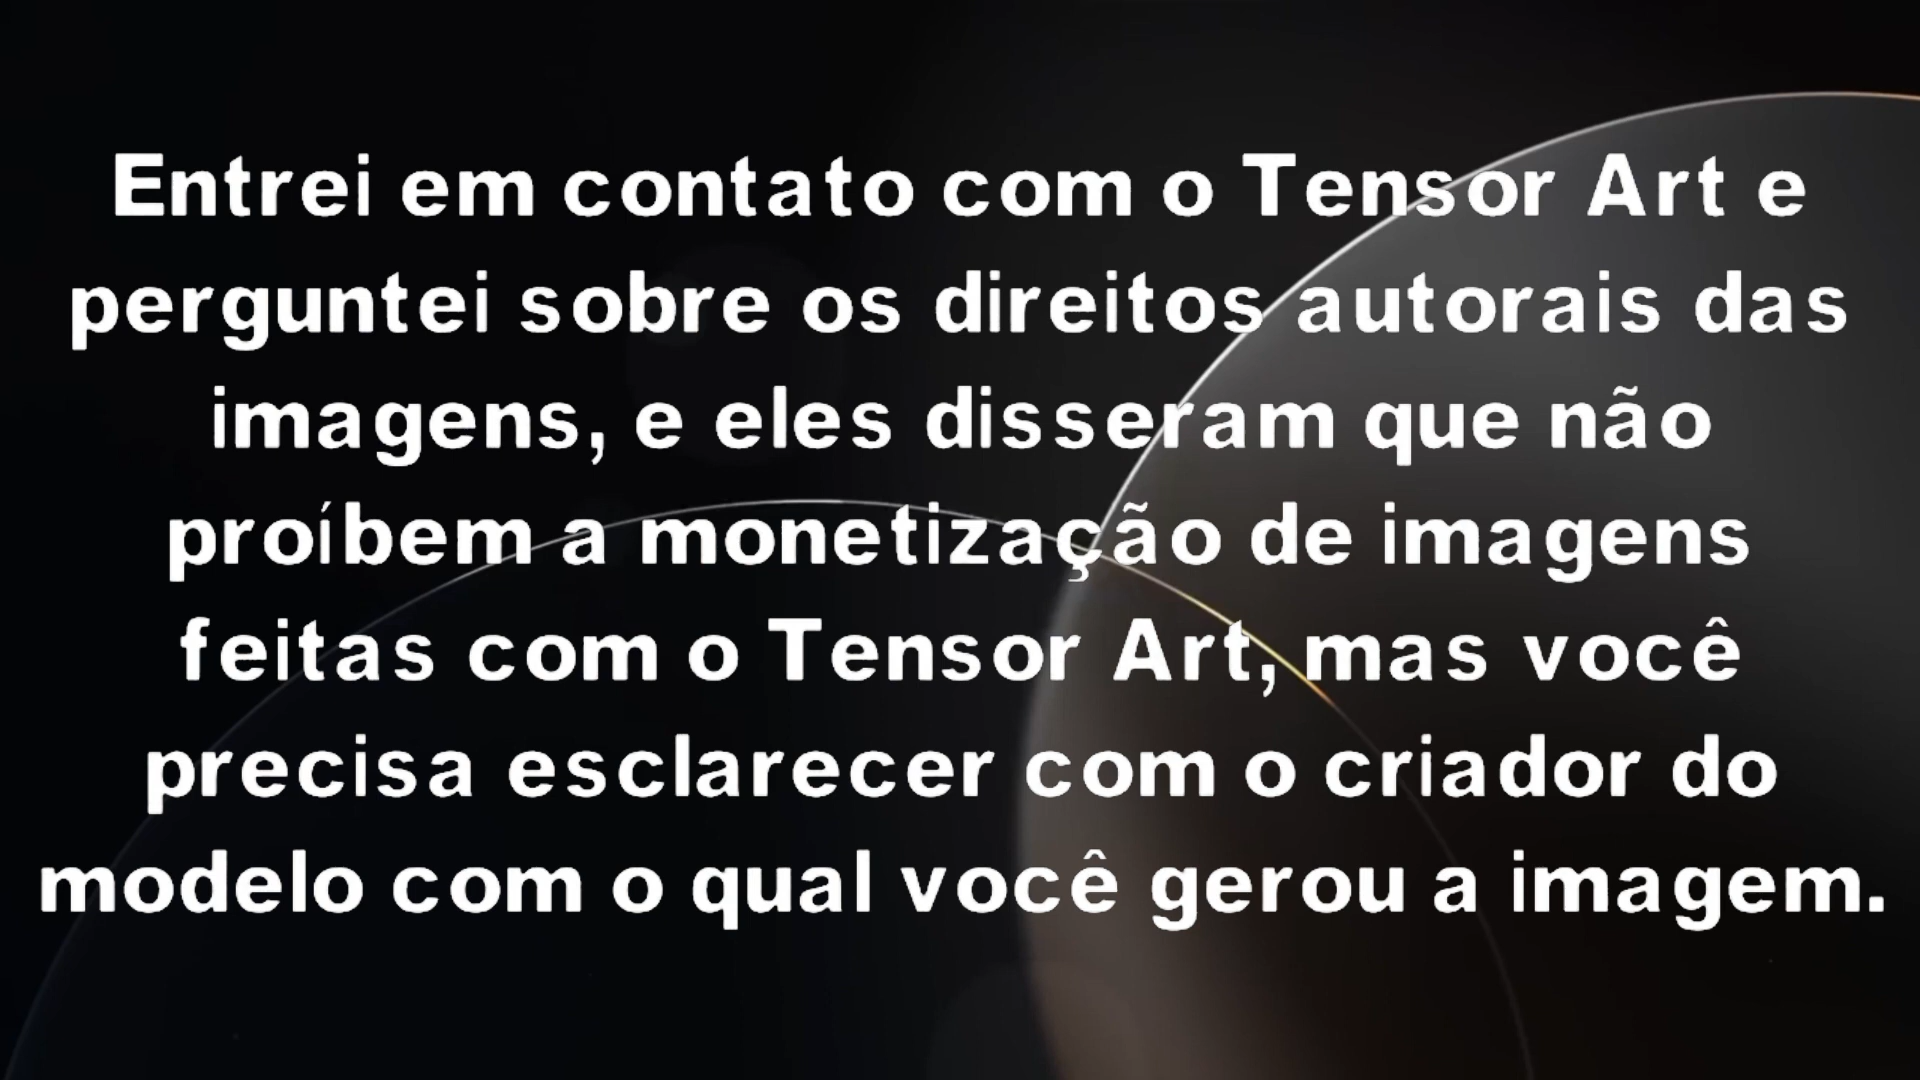 Entrei em contato com o Tensor Art e
perguntei sobre os direitos autorais das
imagens, e eles disseram que não
proíbem a monetização de imagens
feitas com o Tensor Art, mas você
precisa esclarecer com o criador do
modelo com o qual você gerou a imagem.